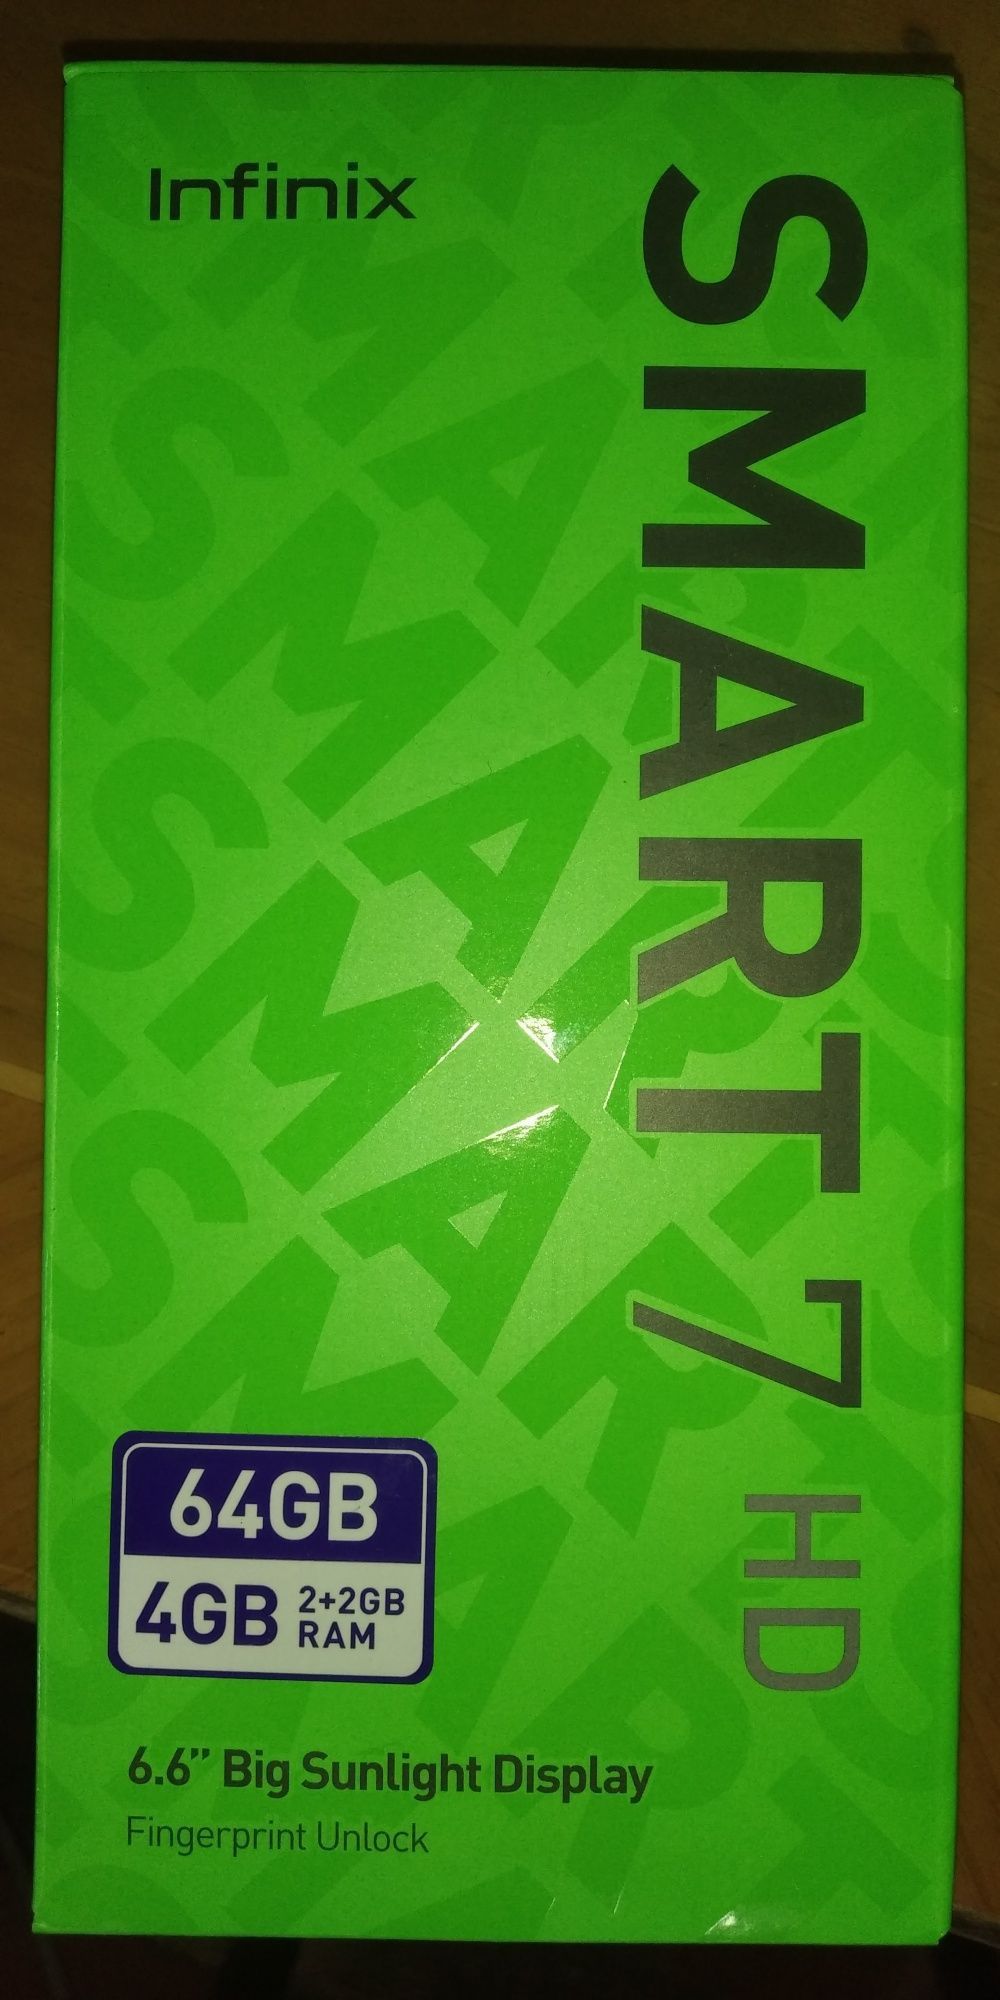 Infinix
SMART 7 HD
64GB
4GB 2+2GB
RAM
6.6” Big Sunlight Display
Fingerprint Unlock